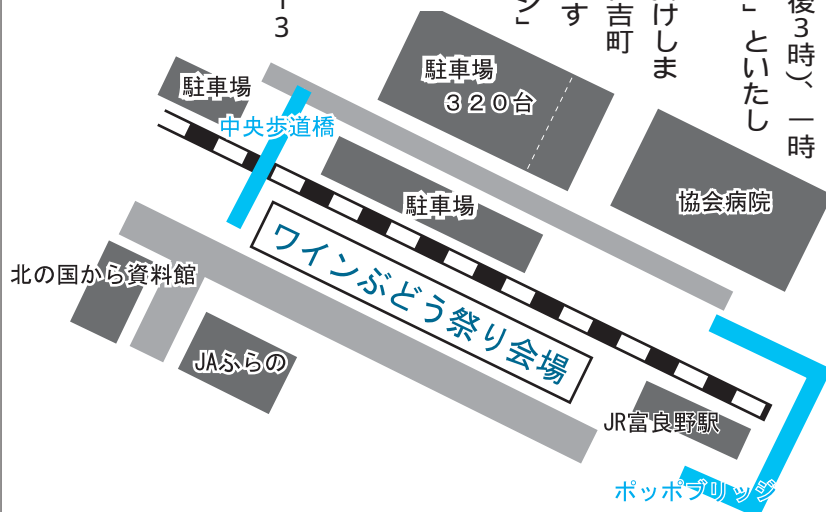 後3時)、一時
」といたし
けしま
吉町
す
ジ」
13
駐車場
320台
駐車場
中央歩道橋
協会病院
駐車場
ワインぶどう祭り会場
北の国から資料館
JAふらの
JR富良野駅
ポッポブリッジ